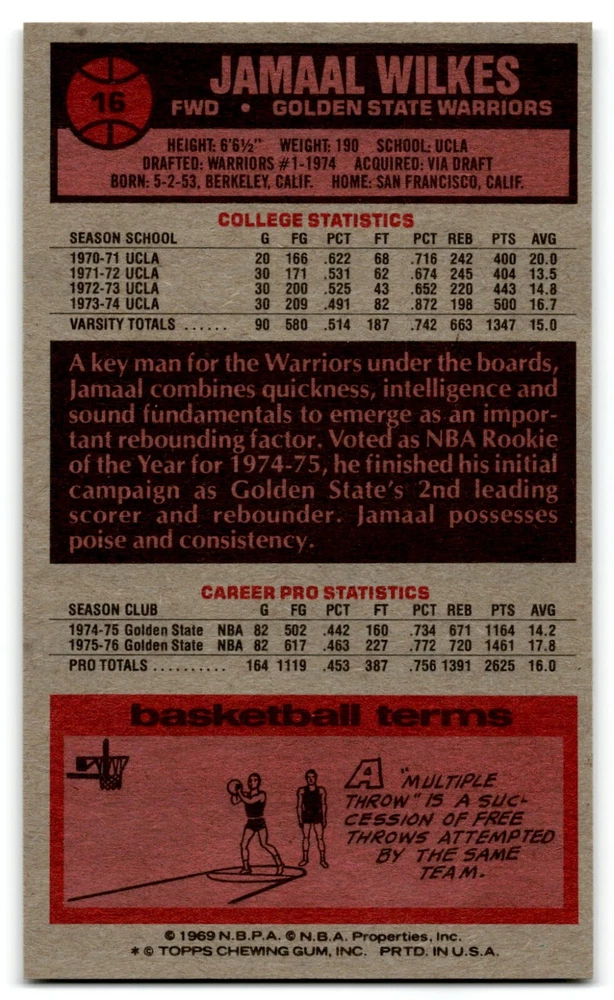 16
JAMAAL WILKES
FWD • GOLDEN STATE WARRIORS
HEIGHT: 6'6½" WEIGHT: 190 SCHOOL: UCLA
DRAFTED: WARRIORS #1-1974 ACQUIRED: VIA DRAFT
BORN: 5-2-53, BERKELEY, CALIF. HOME: SAN FRANCISCO, CALIF.
COLLEGE STATISTICS
SEASON SCHOOL G FG PCT FT PCT REB PTS AVG
1970-71 UCLA 20 166 .622 68 .716 242 400 20.0
1971-72 UCLA 30 171 .531 62 .674 245 404 13.5
1972-73 UCLA 30 200 .525 43 .652 220 443 14.8
1973-74 UCLA 30 209 .491 82 .872 198 500 16.7
VARSITY TOTALS ...... 90 580 .514 187 .742 663 1347 15.0
A key man for the Warriors under the boards,
Jamaal combines quickness, intelligence and
sound fundamentals to emerge as an impor-
tant rebounding factor. Voted as NBA Rookie
of the Year for 1974-75, he finished his initial
campaign as Golden State's 2nd leading
scorer and rebounder. Jamaal possesses
poise and consistency.
CAREER PRO STATISTICS
SEASON CLUB G FG PCT FT PCT REB PTS AVG
1974-75 Golden State NBA 82 502 .442 160 .734 671 1164 14.2
1975-76 Golden State NBA 82 617 .463 227 .772 720 1461 17.8
PRO TOTALS .......... 164 1119 .453 387 .756 1391 2625 16.0
basketball terms
A "MULTIPLE
THROW" IS A SUC-
CESSION OF FREE
THROWS ATTEMPTED
BY THE SAME
TEAM.
© 1969 N.B.P.A. © N.B.A. Properties, Inc.
* © TOPPS CHEWING GUM, INC. PRTD. IN U.S.A.